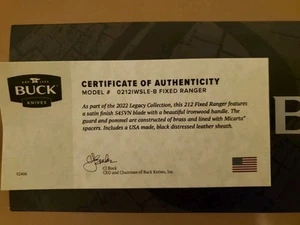 BUCK
KNIVES
CERTIFICATE OF AUTHENTICITY
MODEL # 0212IWSLE-B FIXED RANGER
As part of the 2022 Legacy Collection, this 212 Fixed Ranger features
a satin finish S45VN blade with a beautiful ironwood handle. The
guard and pommel are constructed of brass and lined with Micarta®
spacers. Includes a USA made, black distressed leather sheath.
CJ Buck
CEO and Chairman of Buck Knives, Inc.